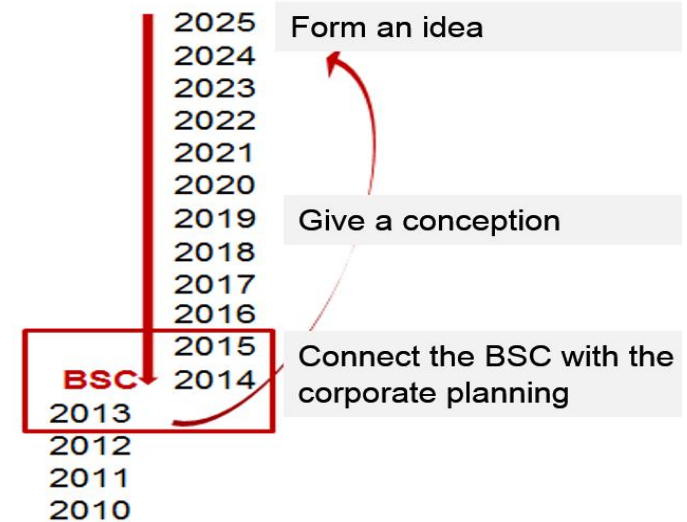 2025 Form an idea
2024
2023
2022
2021
2020
2019 Give a conception
2018
2017
2016
2015
Connect the BSC with the
BSC 2014
corporate planning
2013
2012
2011
2010